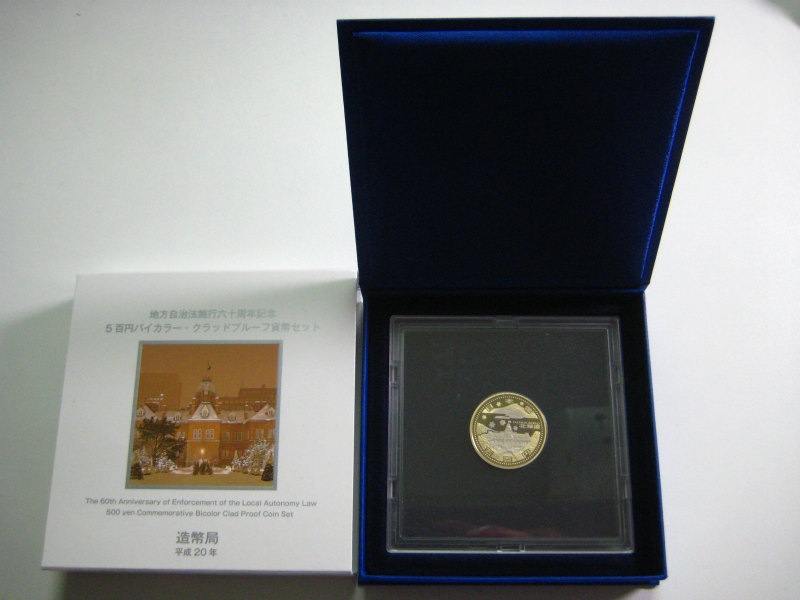 地方自治法施行六十周年記念
5百円バイカラー・クラッドプルーフ貨幣セット
The 60th Anniversary of Enforcement of the Local Autonomy Law
500 yen Commemorative Bicolor Clad Proof Coin Set
造幣局
平成20年
北海道